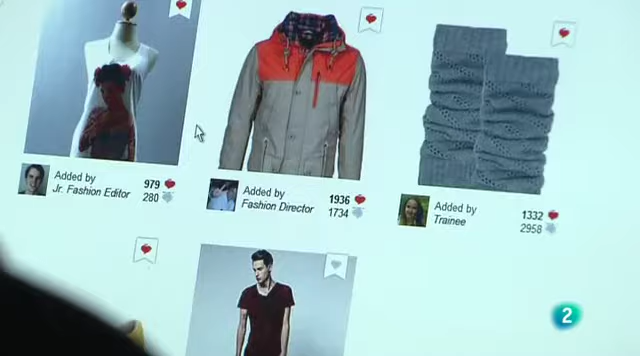 Added by
Jr. Fashion Editor
979
280
Added by
Fashion Director
1936
1734
Added by
Trainee
1332
2958
2